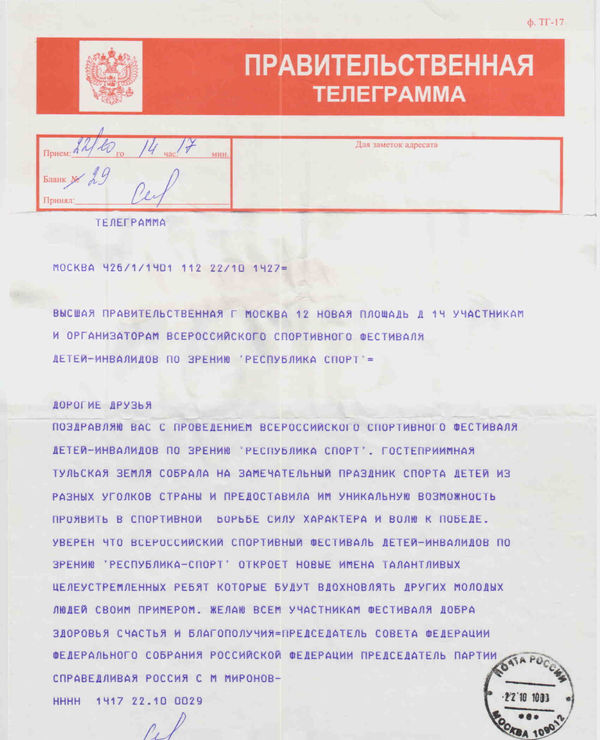 ф. ТГ-17
ПРАВИТЕЛЬСТВЕННАЯ
ТЕЛЕГРАММА
Прием: 22/10 го 14 час. 17 мин.
Бланк № 29
Принял:
Для заметок адресата
ТЕЛЕГРАММА
МОСКВА 426/1/1401 112 22/10 1427=
ВЫСШАЯ ПРАВИТЕЛЬСТВЕННАЯ Г МОСКВА 12 НОВАЯ ПЛОЩАДЬ Д 14 УЧАСТНИКАМ
И ОРГАНИЗАТОРАМ ВСЕРОССИЙСКОГО СПОРТИВНОГО ФЕСТИВАЛЯ
ДЕТЕЙ-ИНВАЛИДОВ ПО ЗРЕНИЮ 'РЕСПУБЛИКА СПОРТ'=
ДОРОГИЕ ДРУЗЬЯ
ПОЗДРАВЛЯЮ ВАС С ПРОВЕДЕНИЕМ ВСЕРОССИЙСКОГО СПОРТИВНОГО ФЕСТИВАЛЯ
ДЕТЕЙ-ИНВАЛИДОВ ПО ЗРЕНИЮ 'РЕСПУБЛИКА СПОРТ'. ГОСТЕПРИИМНАЯ
ТУЛЬСКАЯ ЗЕМЛЯ СОБРАЛА НА ЗАМЕЧАТЕЛЬНЫЙ ПРАЗДНИК СПОРТА ДЕТЕЙ ИЗ
РАЗНЫХ УГОЛКОВ СТРАНЫ И ПРЕДОСТАВИЛА ИМ УНИКАЛЬНУЮ ВОЗМОЖНОСТЬ
ПРОЯВИТЬ В СПОРТИВНОЙ БОРЬБЕ СИЛУ ХАРАКТЕРА И ВОЛЮ К ПОБЕДЕ.
УВЕРЕН ЧТО ВСЕРОССИЙСКИЙ СПОРТИВНЫЙ ФЕСТИВАЛЬ ДЕТЕЙ-ИНВАЛИДОВ ПО
ЗРЕНИЮ 'РЕСПУБЛИКА-СПОРТ' ОТКРОЕТ НОВЫЕ ИМЕНА ТАЛАНТЛИВЫХ
ЦЕЛЕУСТРЕМЛЕННЫХ РЕБЯТ КОТОРЫЕ БУДУТ ВДОХНОВЛЯТЬ ДРУГИХ МОЛОДЫХ
ЛЮДЕЙ СВОИМ ПРИМЕРОМ. ЖЕЛАЮ ВСЕМ УЧАСТНИКАМ ФЕСТИВАЛЯ ДОБРА
ЗДОРОВЬЯ СЧАСТЬЯ И БЛАГОПОЛУЧИЯ=ПРЕДСЕДАТЕЛЬ СОВЕТА ФЕДЕРАЦИИ
ФЕДЕРАЛЬНОГО СОБРАНИЯ РОССИЙСКОЙ ФЕДЕРАЦИИ ПРЕДСЕДАТЕЛЬ ПАРТИИ
СПРАВЕДЛИВАЯ РОССИЯ С М МИРОНОВ-
НННН 1417 22.10 0029
ПОЧТА РОССИИ
МОСКВА 109012